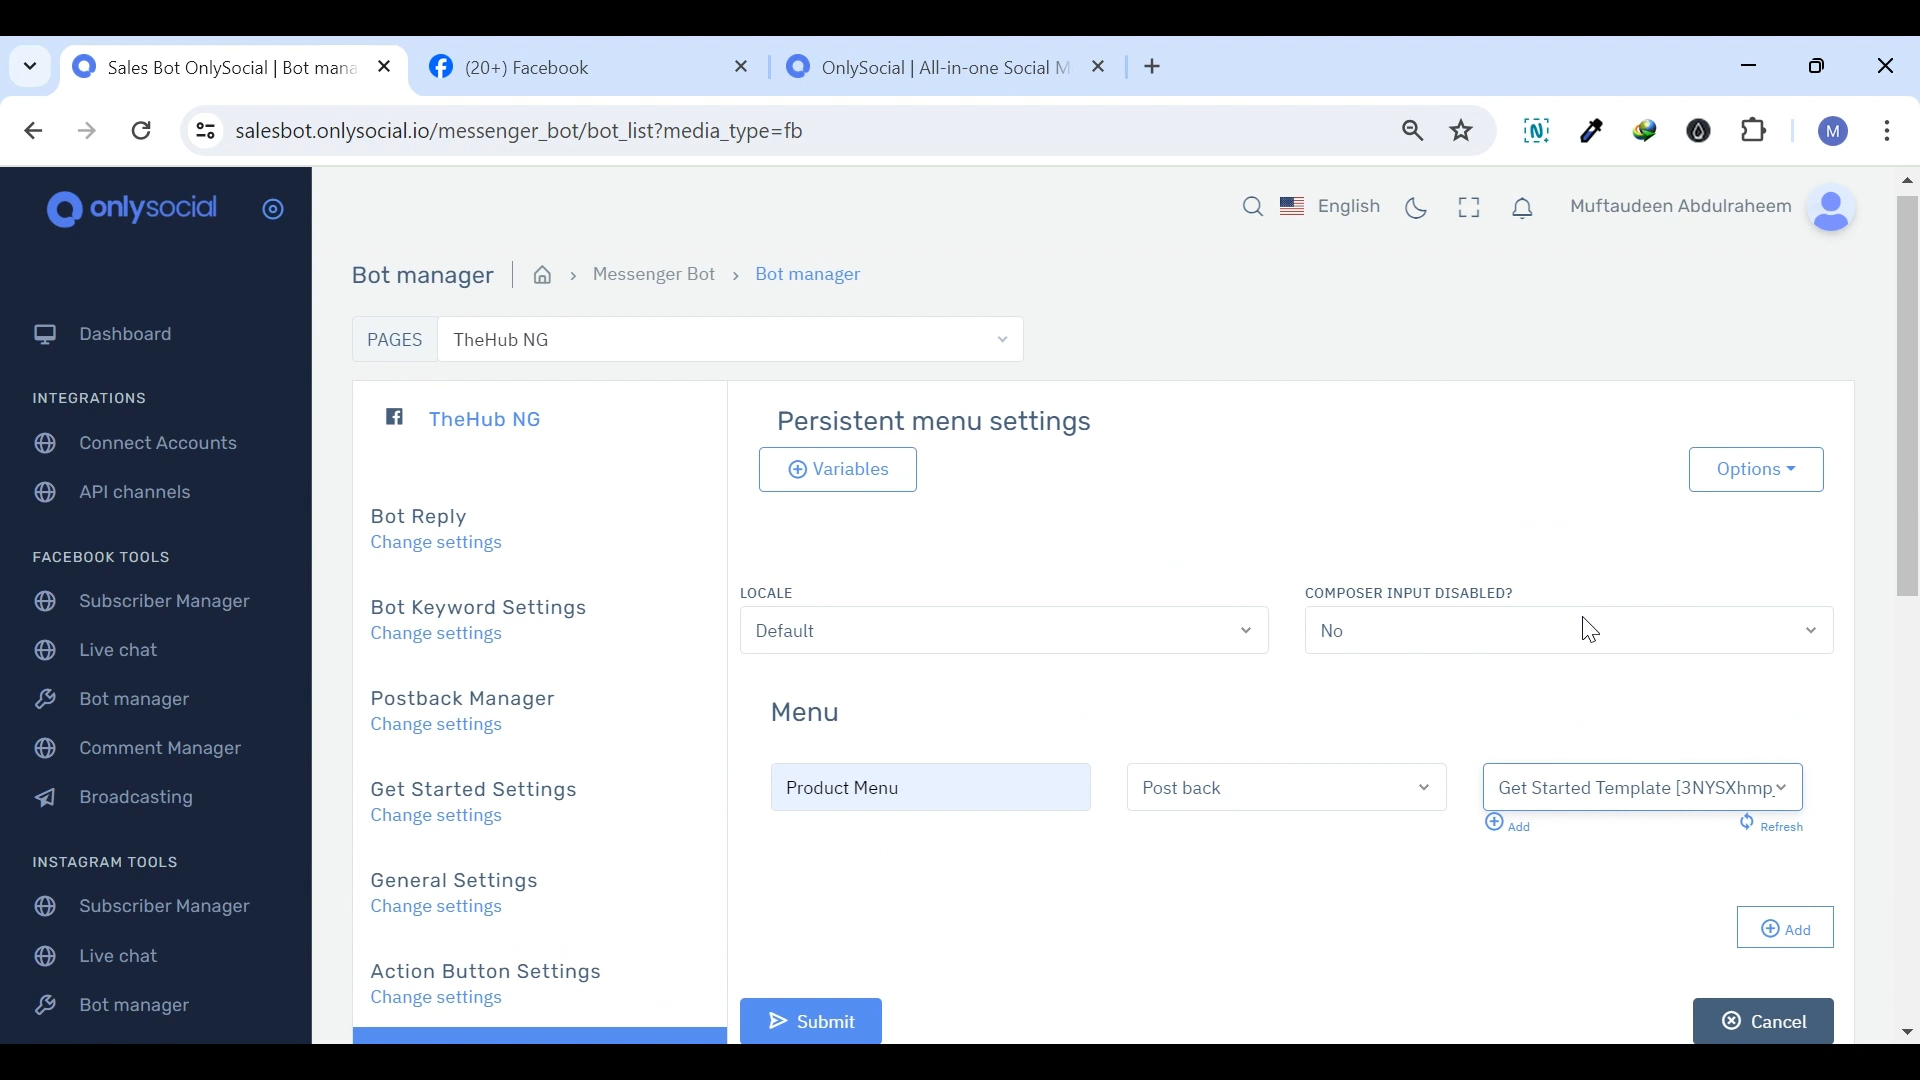 Sales Bot OnlySocial | Bot mana
(20+) Facebook
OnlySocial | All-in-one Social M
salesbot.onlysocial.io/messenger_bot/bot_list?media_type=fb
M
onlysocial
English
Muftaudeen Abdulraheem
Bot manager
Messenger Bot
Bot manager
PAGES
TheHub NG
Dashboard
INTEGRATIONS
Connect Accounts
API channels
FACEBOOK TOOLS
Subscriber Manager
Live chat
Bot manager
Comment Manager
Broadcasting
INSTAGRAM TOOLS
Subscriber Manager
Live chat
Bot manager
TheHub NG
Bot Reply
Change settings
Bot Keyword Settings
Change settings
Postback Manager
Change settings
Get Started Settings
Change settings
General Settings
Change settings
Action Button Settings
Change settings
Persistent menu settings
Variables
Options
LOCALE
Default
COMPOSER INPUT DISABLED?
No
Menu
Product Menu
Post back
Get Started Template [3NYSXhmp
Add
Refresh
Add
Submit
Cancel